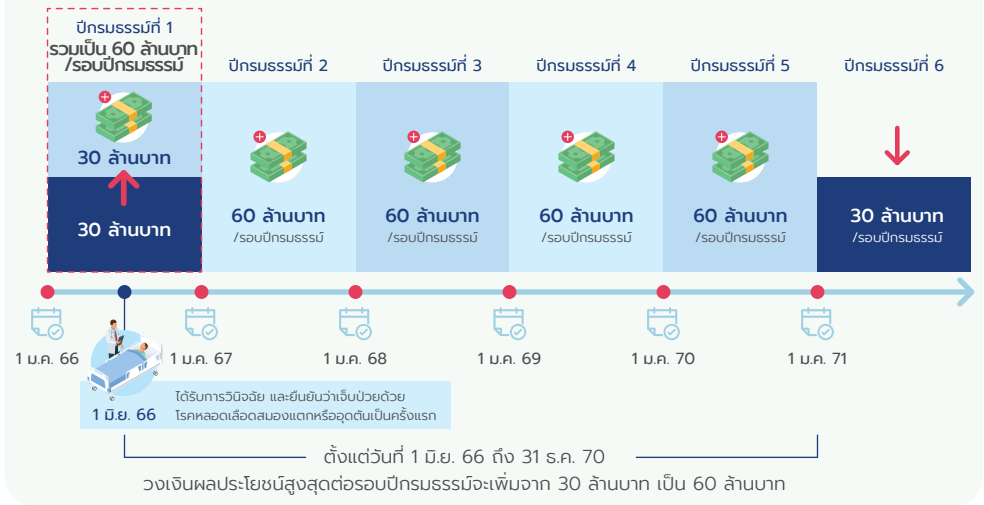 ปีกรมธรรม์ที่ 1
รวมเป็น 60 ล้านบาท
/รอบปีกรมธรรม์
ปีกรมธรรม์ที่ 2
ปีกรมธรรม์ที่ 3
ปีกรมธรรม์ที่ 4
ปีกรมธรรม์ที่ 5
ปีกรมธรรม์ที่ 6
30 ล้านบาท
30 ล้านบาท
60 ล้านบาท
/รอบปีกรมธรรม์
60 ล้านบาท
/รอบปีกรมธรรม์
60 ล้านบาท
/รอบปีกรมธรรม์
60 ล้านบาท
/รอบปีกรมธรรม์
30 ล้านบาท
/รอบปีกรมธรรม์
1 ม.ค. 66
1 ม.ค. 67
1 ม.ค. 68
1 ม.ค. 69
1 ม.ค. 70
1 ม.ค. 71
1 มิ.ย. 66
ได้รับการวินิจฉัย และยืนยันว่าเจ็บป่วยด้วย
โรคหลอดเลือดสมองแตกหรืออุดตันเป็นครั้งแรก
ตั้งแต่วันที่ 1 มิ.ย. 66 ถึง 31 ธ.ค. 70
วงเงินผลประโยชน์สูงสุดต่อรอบปีกรมธรรม์จะเพิ่มจาก 30 ล้านบาท เป็น 60 ล้านบาท